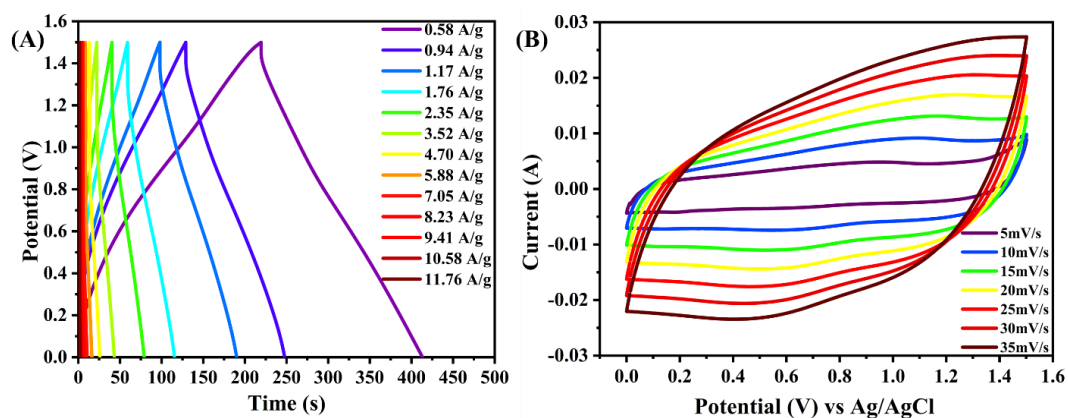 (A)
1.6
1.4
1.2
1.0
0.8
0.6
0.4
0.2
0.0
Potential (V)
0 50 100 150 200 250 300 350 400 450 500
Time (s)
0.58 A/g
0.94 A/g
1.17 A/g
1.76 A/g
2.35 A/g
3.52 A/g
4.70 A/g
5.88 A/g
7.05 A/g
8.23 A/g
9.41 A/g
10.58 A/g
11.76 A/g
(B)
0.03
0.02
0.01
0.00
-0.01
-0.02
-0.03
Current (A)
0.0 0.2 0.4 0.6 0.8 1.0 1.2 1.4 1.6
Potential (V) vs Ag/AgCl
5mV/s
10mV/s
15mV/s
20mV/s
25mV/s
30mV/s
35mV/s